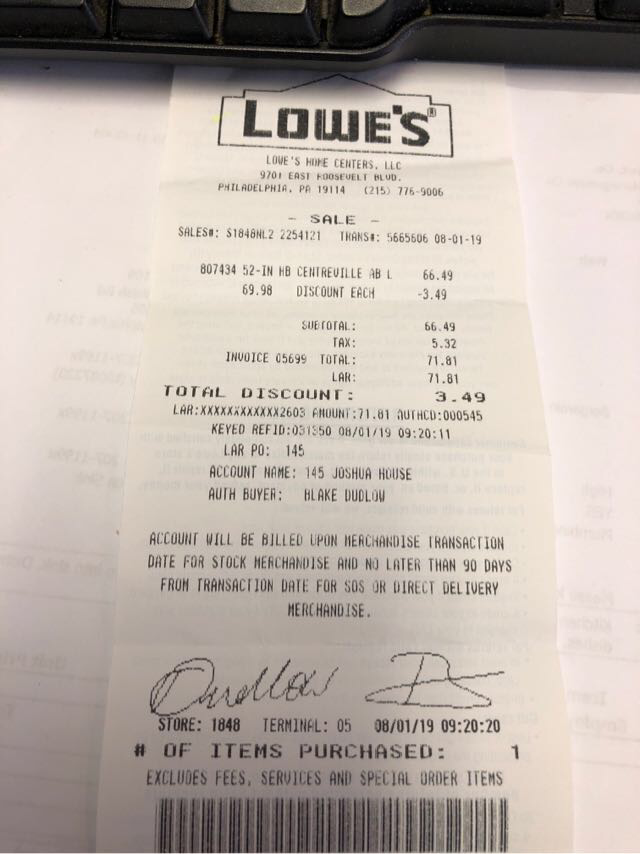 LOWE'S®
LOWE'S HOME CENTERS, LLC
9701 EAST ROOSEVELT BLVD.
PHILADELPHIA, PA 19114 (215) 776-9006
- SALE -
SALES#: S1848NL2 2254121 TRANS#: 5665606 08-01-19
807434 52-IN HB CENTREVILLE AB L 66.49
69.98 DISCOUNT EACH -3.49
SUBTOTAL: 66.49
TAX: 5.32
INVOICE 05699 TOTAL: 71.81
LAR: 71.81
TOTAL DISCOUNT: 3.49
LAR:XXXXXXXXXXXX2603 AMOUNT:71.81 AUTHCD:000545
KEYED REFID:031350 08/01/19 09:20:11
LAR PO: 145
ACCOUNT NAME: 145 JOSHUA HOUSE
AUTH BUYER: BLAKE DUDLOW
ACCOUNT WILL BE BILLED UPON MERCHANDISE TRANSACTION
DATE FOR STOCK MERCHANDISE AND NO LATER THAN 90 DAYS
FROM TRANSACTION DATE FOR SOS OR DIRECT DELIVERY
MERCHANDISE.
STORE: 1848 TERMINAL: 05 08/01/19 09:20:20
# OF ITEMS PURCHASED: 1
EXCLUDES FEES, SERVICES AND SPECIAL ORDER ITEMS